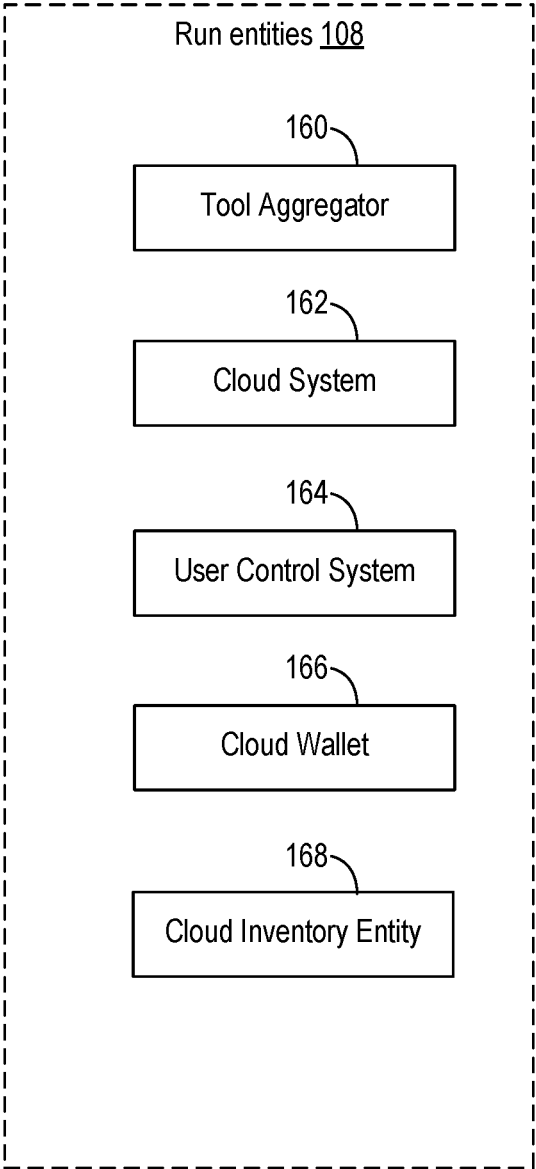 Run entities 108
160
Tool Aggregator
162
Cloud System
164
User Control System
166
Cloud Wallet
168
Cloud Inventory Entity